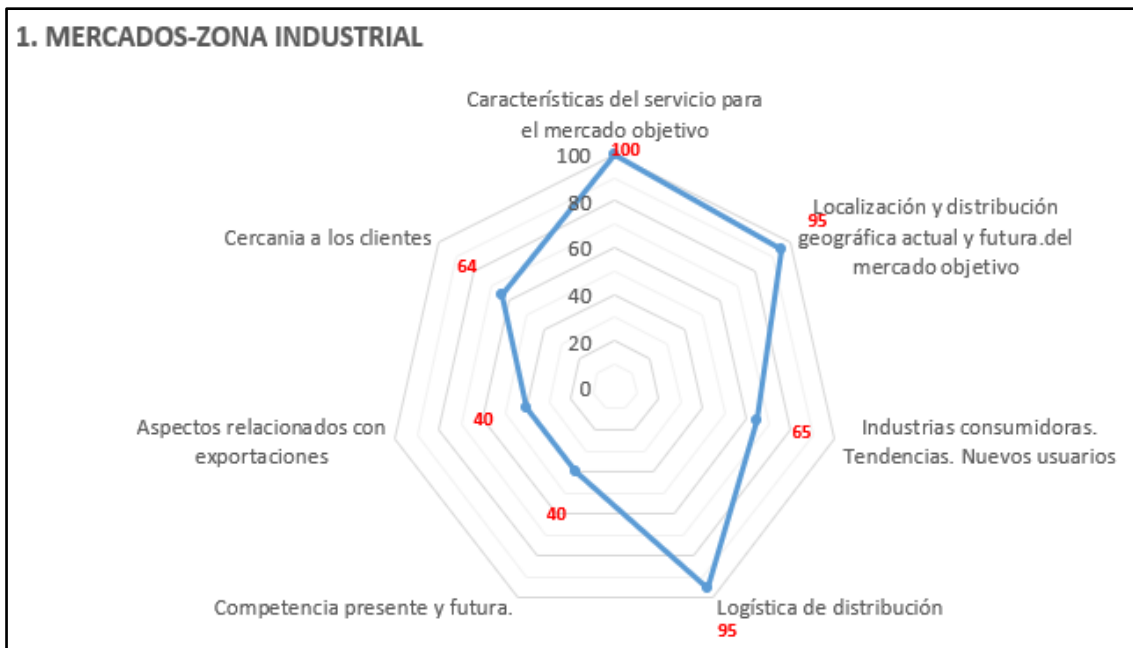 1. MERCADOS-ZONA INDUSTRIAL
Características del servicio para
el mercado objetivo
100
100
80
60
40
20
0
95
Localización y distribución
geográfica actual y futura.del
mercado objetivo
65
Industrias consumidoras.
Tendencias. Nuevos usuarios
Logística de distribución
95
Competencia presente y futura.
40
Aspectos relacionados con
exportaciones
40
Cercania a los clientes
64